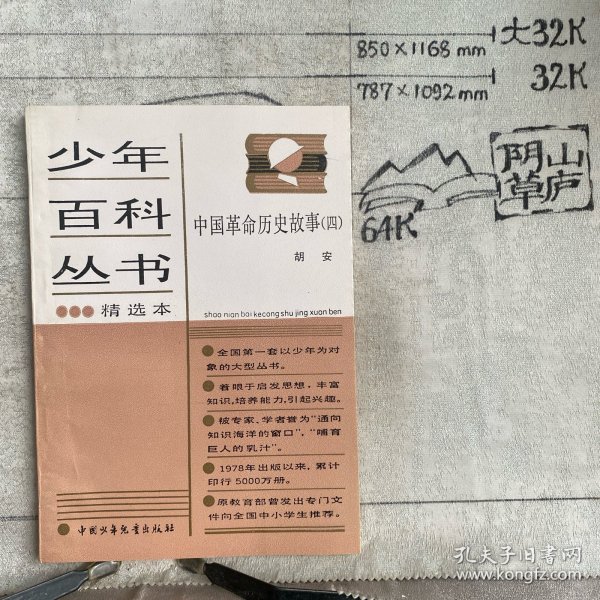 850×1168mm
大32K
787×1092mm
32K
64K
阴山
草庐
少年
百科
丛书
精选本
中国革命历史故事(四)
胡 安
shao nian bai kecong shu jing xuan ben
全国第一套以少年为对
象的大型丛书。
着眼于启发思想,丰富
知识,培养能力,引起兴趣。
被专家、学者誉为“通向
知识海洋的窗口”,“哺育
巨人的乳汁”。
1978年出版以来,累计
印行5000万册。
原教育部曾发出专门文
件向全国中小学生推荐。
中国少年儿童出版社
孔夫子旧书网
www.kongfz.com